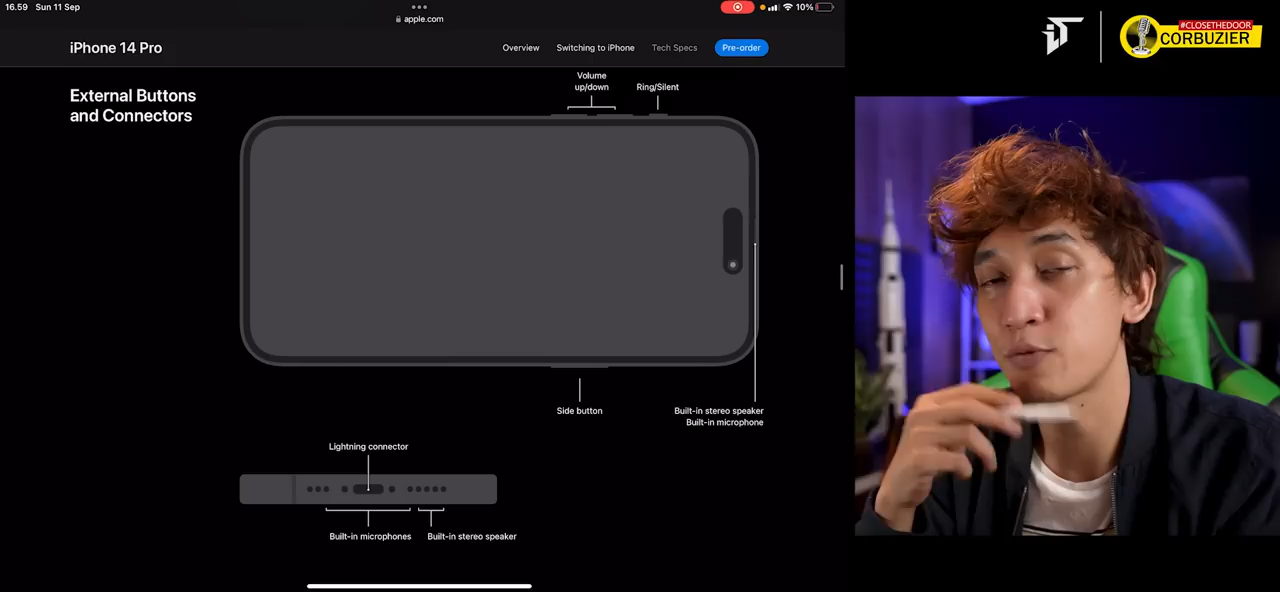 16.59 Sun 11 Sep
10%
apple.com
iPhone 14 Pro
Overview
Switching to iPhone
Tech Specs
Pre-order
External Buttons
and Connectors
Volume
up/down
Ring/Silent
Side button
Built-in stereo speaker
Built-in microphone
Lightning connector
Built-in microphones
Built-in stereo speaker
#CLOSETHEDOOR
CORBUZIER